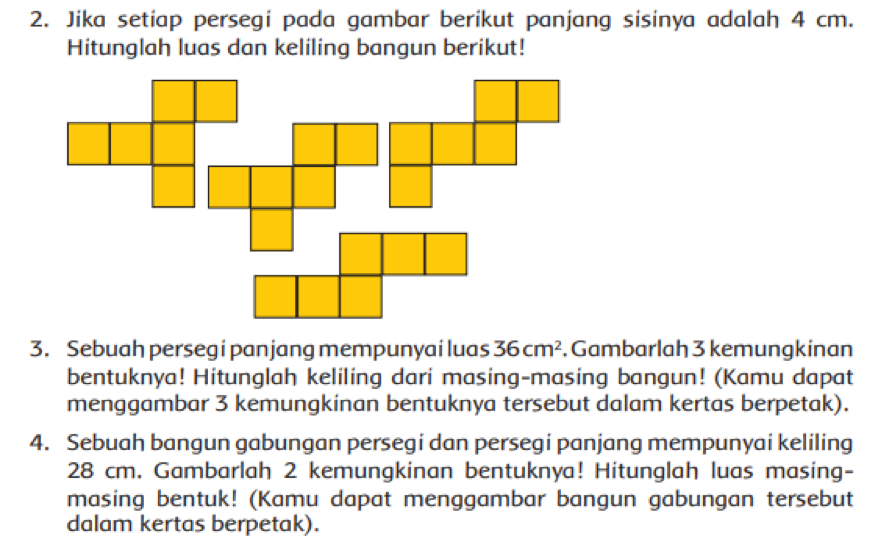 2. Jika setiap persegi pada gambar berikut panjang sisinya adalah 4 cm.
Hitunglah luas dan keliling bangun berikut!
3. Sebuah persegi panjang mempunyai luas 36 cm². Gambarlah 3 kemungkinan
bentuknya! Hitunglah keliling dari masing-masing bangun! (Kamu dapat
menggambar 3 kemungkinan bentuknya tersebut dalam kertas berpetak).
4. Sebuah bangun gabungan persegi dan persegi panjang mempunyai keliling
28 cm. Gambarlah 2 kemungkinan bentuknya! Hitunglah luas masing-
masing bentuk! (Kamu dapat menggambar bangun gabungan tersebut
dalam kertas berpetak).